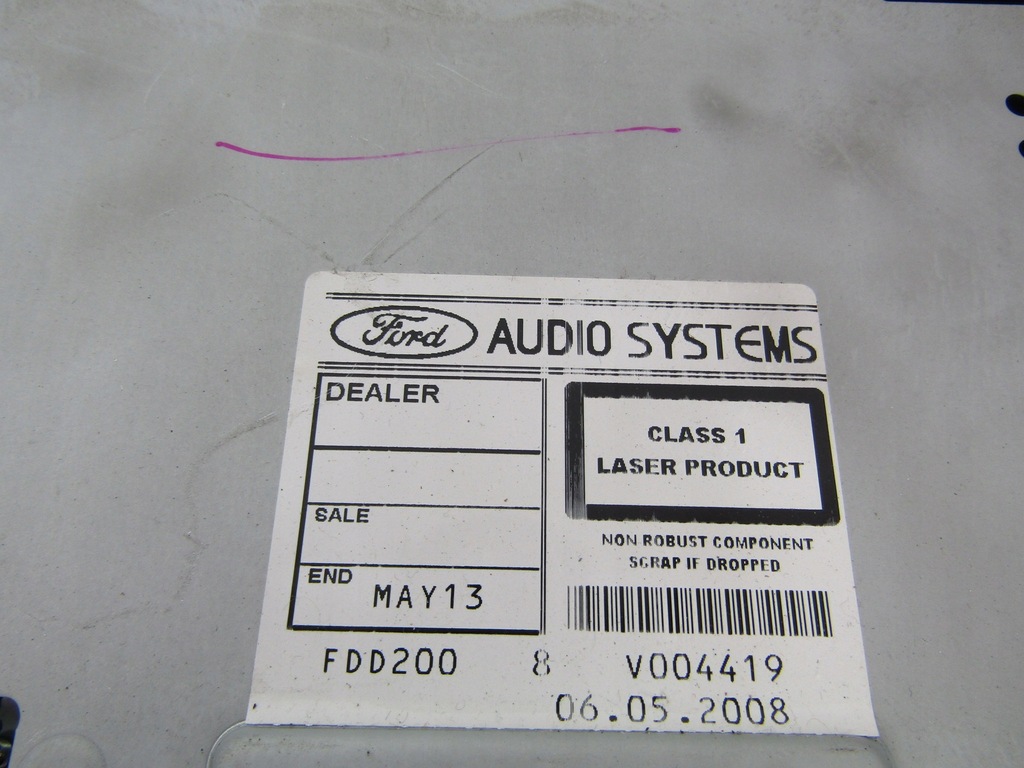 Ford AUDIO SYSTEMS
DEALER
SALE
END MAY13
CLASS 1
LASER PRODUCT
NON ROBUST COMPONENT
SCRAP IF DROPPED
FDD200 8 V004419
06.05.2008